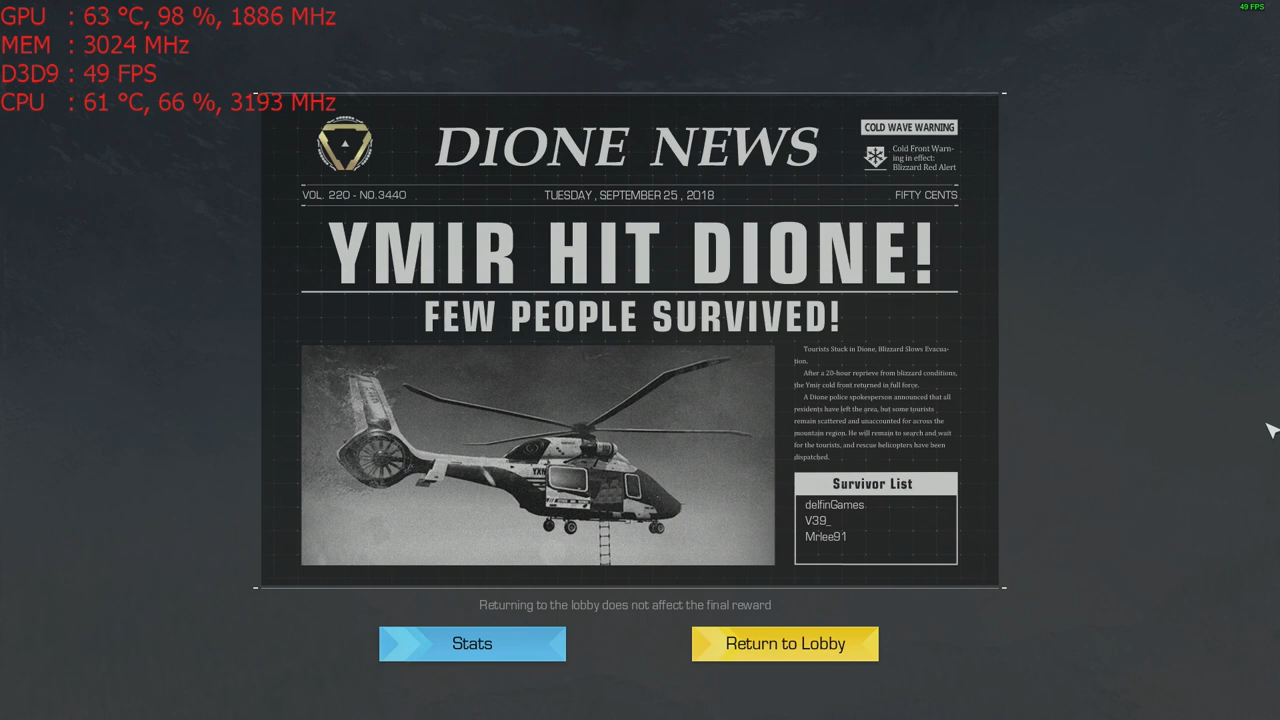 GPU : 63 °C, 98 %, 1886 MHz
49 FPS
MEM : 3024 MHz
D3D9 : 49 FPS
CPU : 61 °C, 66 %, 3193 MHz
DIONE NEWS
COLD WAVE WARNING
Cold Front Warn-
ing in effect:
Blizzard Red Alert
VOL. 220 - NO.3440
TUESDAY, SEPTEMBER 25, 2018
FIFTY CENTS
YMIR HIT DIONE!
FEW PEOPLE SURVIVED!
Tourists Stuck in Dione, Blizzard Slows Evacua-
tion.
After a 20-hour reprieve from blizzard conditions,
the Ymir cold front returned in full force.
A Dione police spokesperson announced that all
residents have left the area, but some tourists
remain scattered and unaccounted for across the
mountain region. He will remain to search and wait
for the tourists, and rescue helicopters have been
dispatched.
Survivor List
delfinGames
V39_
Mrlee91
Returning to the lobby does not affect the final reward
Stats
Return to Lobby